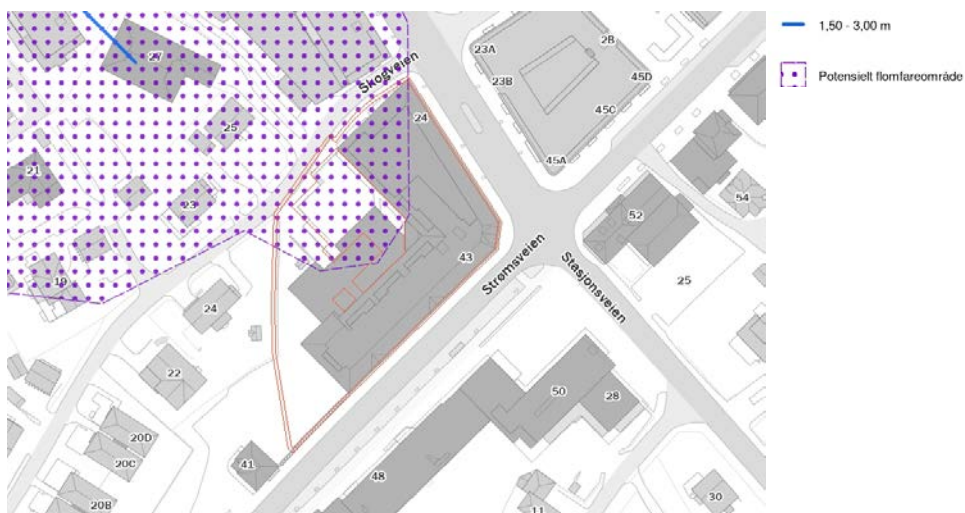 1,50 - 3,00 m
Potensielt flomfareområde
27
Skogveien
23A
2B
23B
45D
45C
45A
24
25
21
23
19
52
54
43
Strømsveien
Stasjonsveien
25
24
22
50
28
20D
20C
41
48
20B
11
30